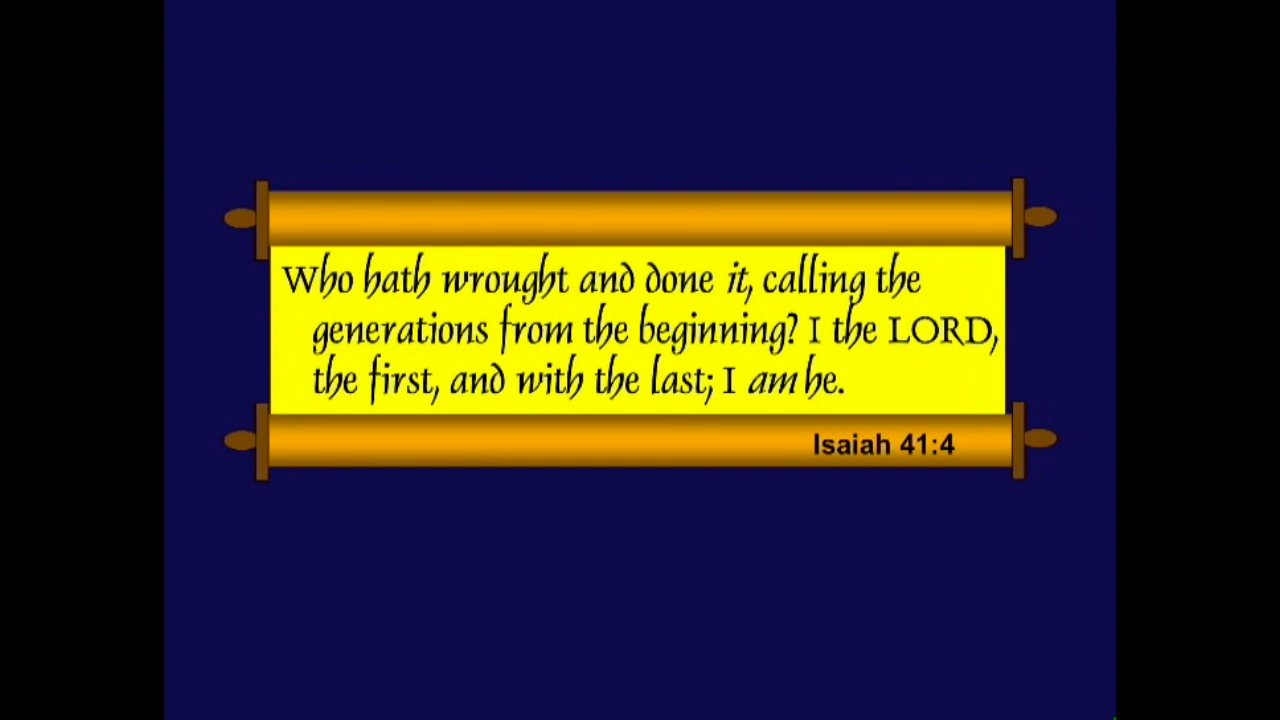 Who hath wrought and done it, calling the
generations from the beginning? I the LORD,
the first, and with the last; I am he.
Isaiah 41:4